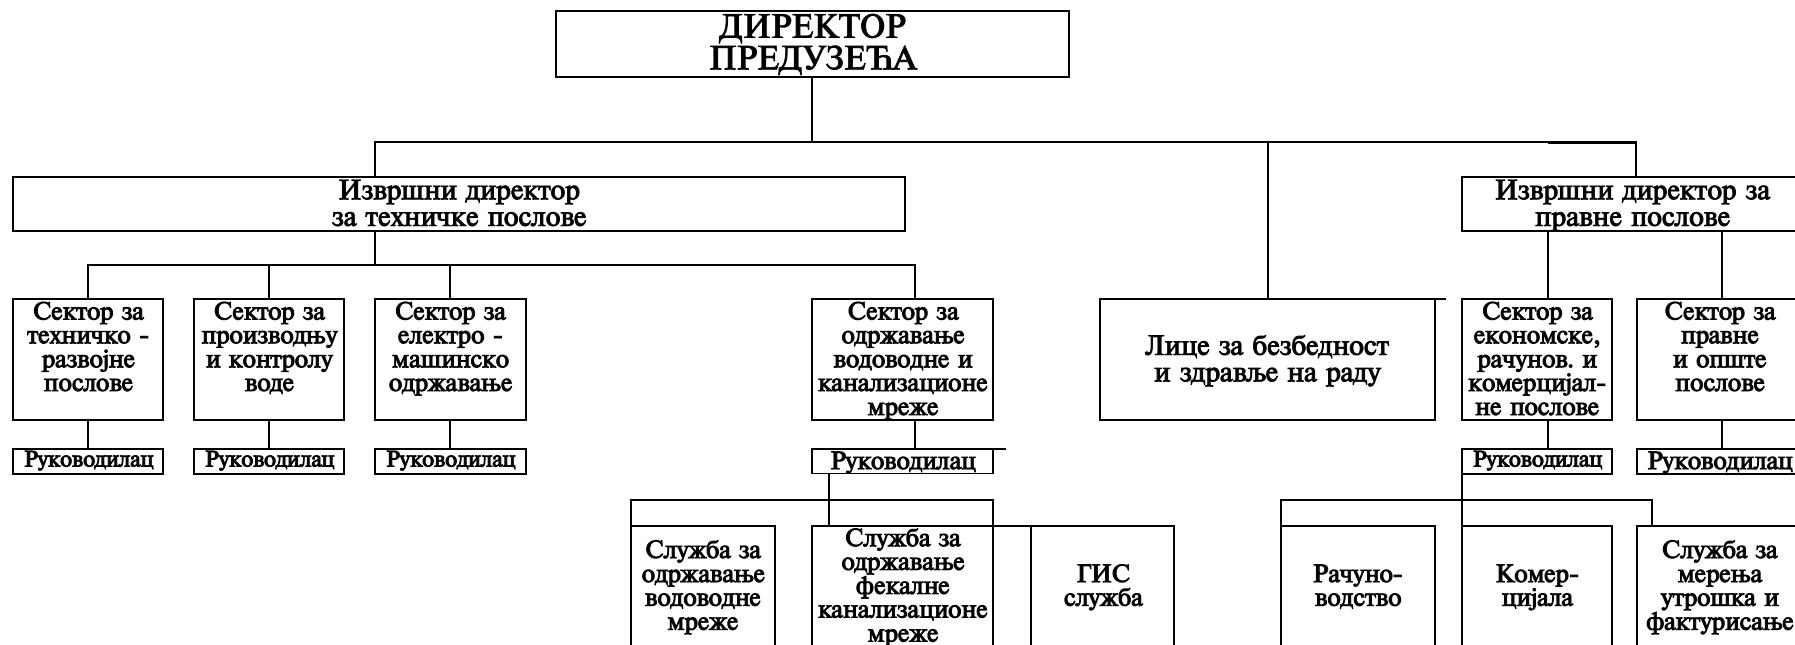 ДИРЕКТОР
ПРЕДУЗЕЋА
Извршни директор
за техничке послове
Извршни директор за
правне послове
Сектор за
техничко -
развојне
послове
Сектор за
производњу
и контролу
воде
Сектор за
електро -
машинско
одржавање
Сектор за
одржавање
водоводне и
канализационе
мреже
Лице за безбедност
и здравље на раду
Сектор за
економске,
рачунов. и
комерцијал-
не послове
Сектор за
правне
и опште
послове
Руководилац
Руководилац
Руководилац
Руководилац
Руководилац
Руководилац
Служба за
одржавање
водоводне
мреже
Служба за
одржавање
фекалне
канализационе
мреже
ГИС
служба
Рачуно-
водство
Комер-
цијала
Служба за
мерења
утрошка и
фактурисање